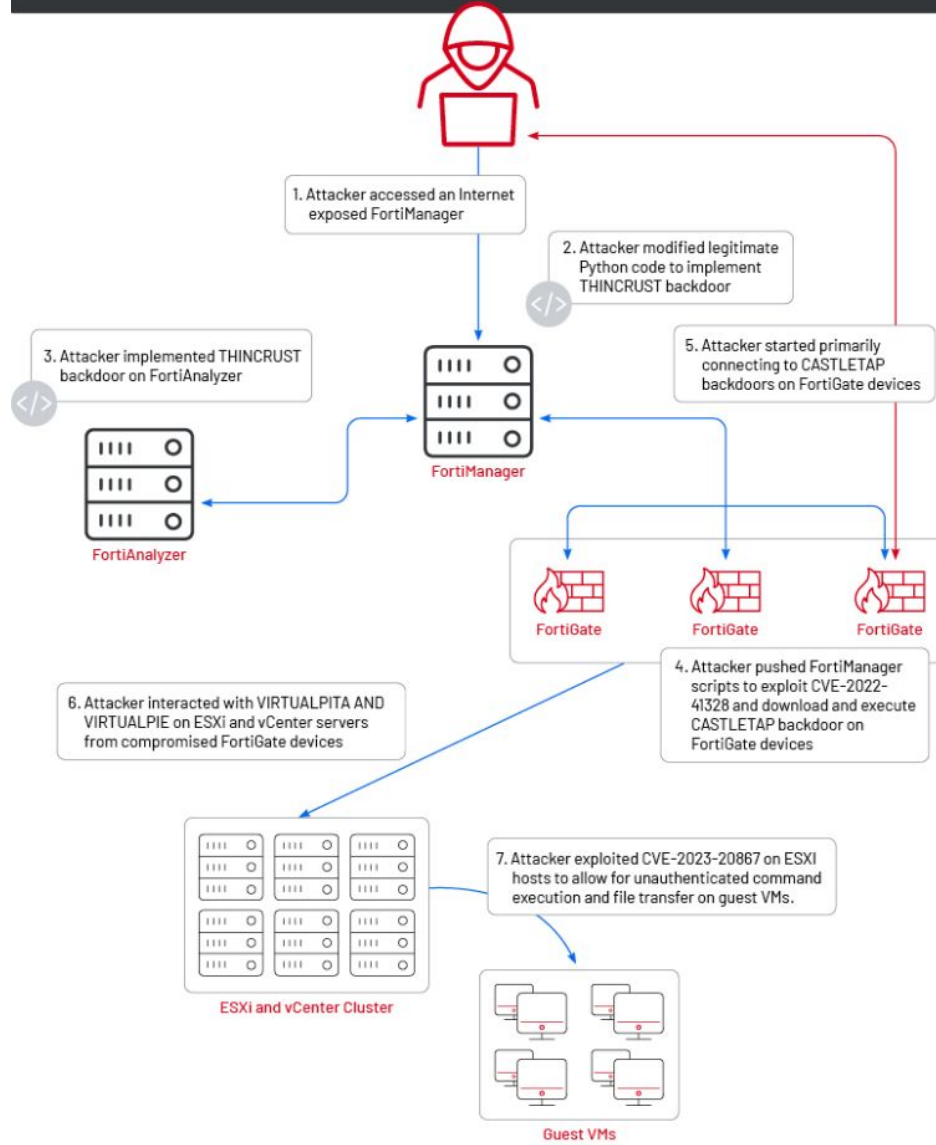 1. Attacker accessed an Internet
exposed FortiManager
2. Attacker modified legitimate
Python code to implement
THINCRUST backdoor
</>
3. Attacker implemented THINCRUST
backdoor on FortiAnalyzer
</>
5. Attacker started primarily
connecting to CASTLETAP
backdoors on FortiGate devices
FortiManager
FortiAnalyzer
FortiGate
FortiGate
FortiGate
4. Attacker pushed FortiManager
scripts to exploit CVE-2022-
41328 and download and execute
CASTLETAP backdoor on
FortiGate devices
6. Attacker interacted with VIRTUALPITA AND
VIRTUALPIE on ESXi and vCenter servers
from compromised FortiGate devices
7. Attacker exploited CVE-2023-20867 on ESXI
hosts to allow for unauthenticated command
execution and file transfer on guest VMs.
ESXi and vCenter Cluster
Guest VMs